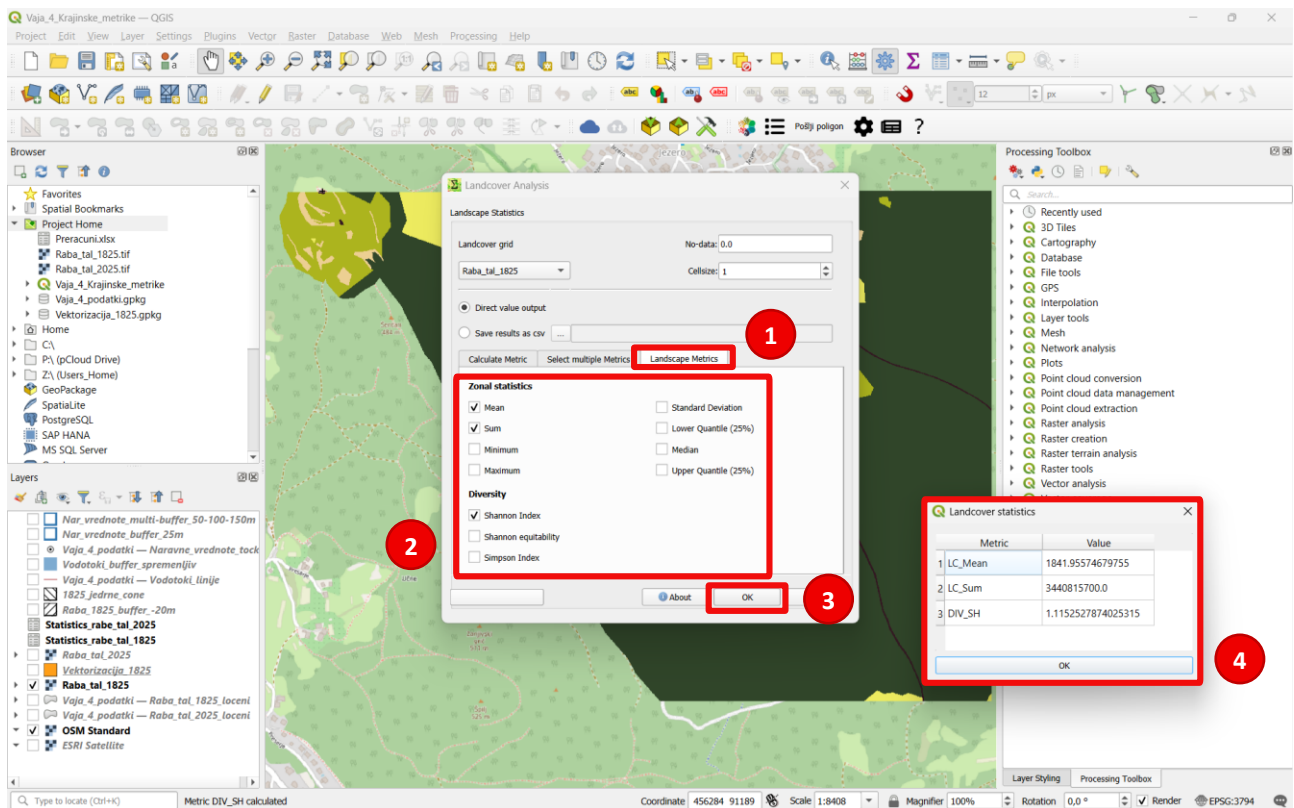 Vaja_4_Krajinske_metrike — QGIS
Project Edit View Layer Settings Plugins Vector Raster Database Web Mesh Processing Help
abc
abc
12
px
Pošlji poligon
?
Browser
Favorites
Spatial Bookmarks
Project Home
Preracuni.xlsx
Raba_tal_1825.tif
Raba_tal_2025.tif
Vaja_4_Krajinske_metrike
Vaja_4_podatki.gpkg
Vektorizacija_1825.gpkg
Home
C:\
P:\ (pCloud Drive)
Z:\ (Users_Home)
GeoPackage
SpatiaLite
PostgreSQL
SAP HANA
MS SQL Server
Layers
Nar_vrednote_multi-buffer_50-100-150m
Nar_vrednote_buffer_25m
Vaja_4_podatki — Naravne_vrednote_tock
Vodotoki_buffer_spremenljiv
Vaja_4_podatki — Vodotoki_linije
1825_jedrne_cone
Raba_1825_buffer_-20m
Statistics_rabe_tal_2025
Statistics_rabe_tal_1825
Raba_tal_2025
Vektorizacija_1825
Raba_tal_1825
Vaja_4_podatki — Raba_tal_1825_loceni
Vaja_4_podatki — Raba_tal_2025_loceni
OSM Standard
ESRI Satellite
jezero
Landcover Analysis
Landscape Statistics
Landcover grid
No-data: 0.0
Raba_tal_1825
Cellsize: 1
Direct value output
Save results as csv ...
1
Calculate Metric Select multiple Metrics Landscape Metrics
Zonal statistics
Mean Standard Deviation
Sum Lower Quantile (25%)
Minimum Median
Maximum Upper Quantile (25%)
Diversity
Shannon Index
Shannon equitability
Simpson Index
2
About OK
3
Processing Toolbox
Search...
Recently used
3D Tiles
Cartography
Database
File tools
GPS
Interpolation
Layer tools
Mesh
Network analysis
Plots
Point cloud conversion
Point cloud data management
Point cloud extraction
Raster analysis
Raster creation
Raster terrain analysis
Raster tools
Vector analysis
Landcover statistics
Metric Value
1 LC_Mean 1841.95574679755
2 LC_Sum 3440815700.0
3 DIV_SH 1.1152527874025315
OK
4
Layer Styling Processing Toolbox
Type to locate (Ctrl+K) Metric DIV_SH calculated Coordinate 456284 91189 Scale 1:8408 Magnifier 100% Rotation 0,0 ° Render EPSG:3794